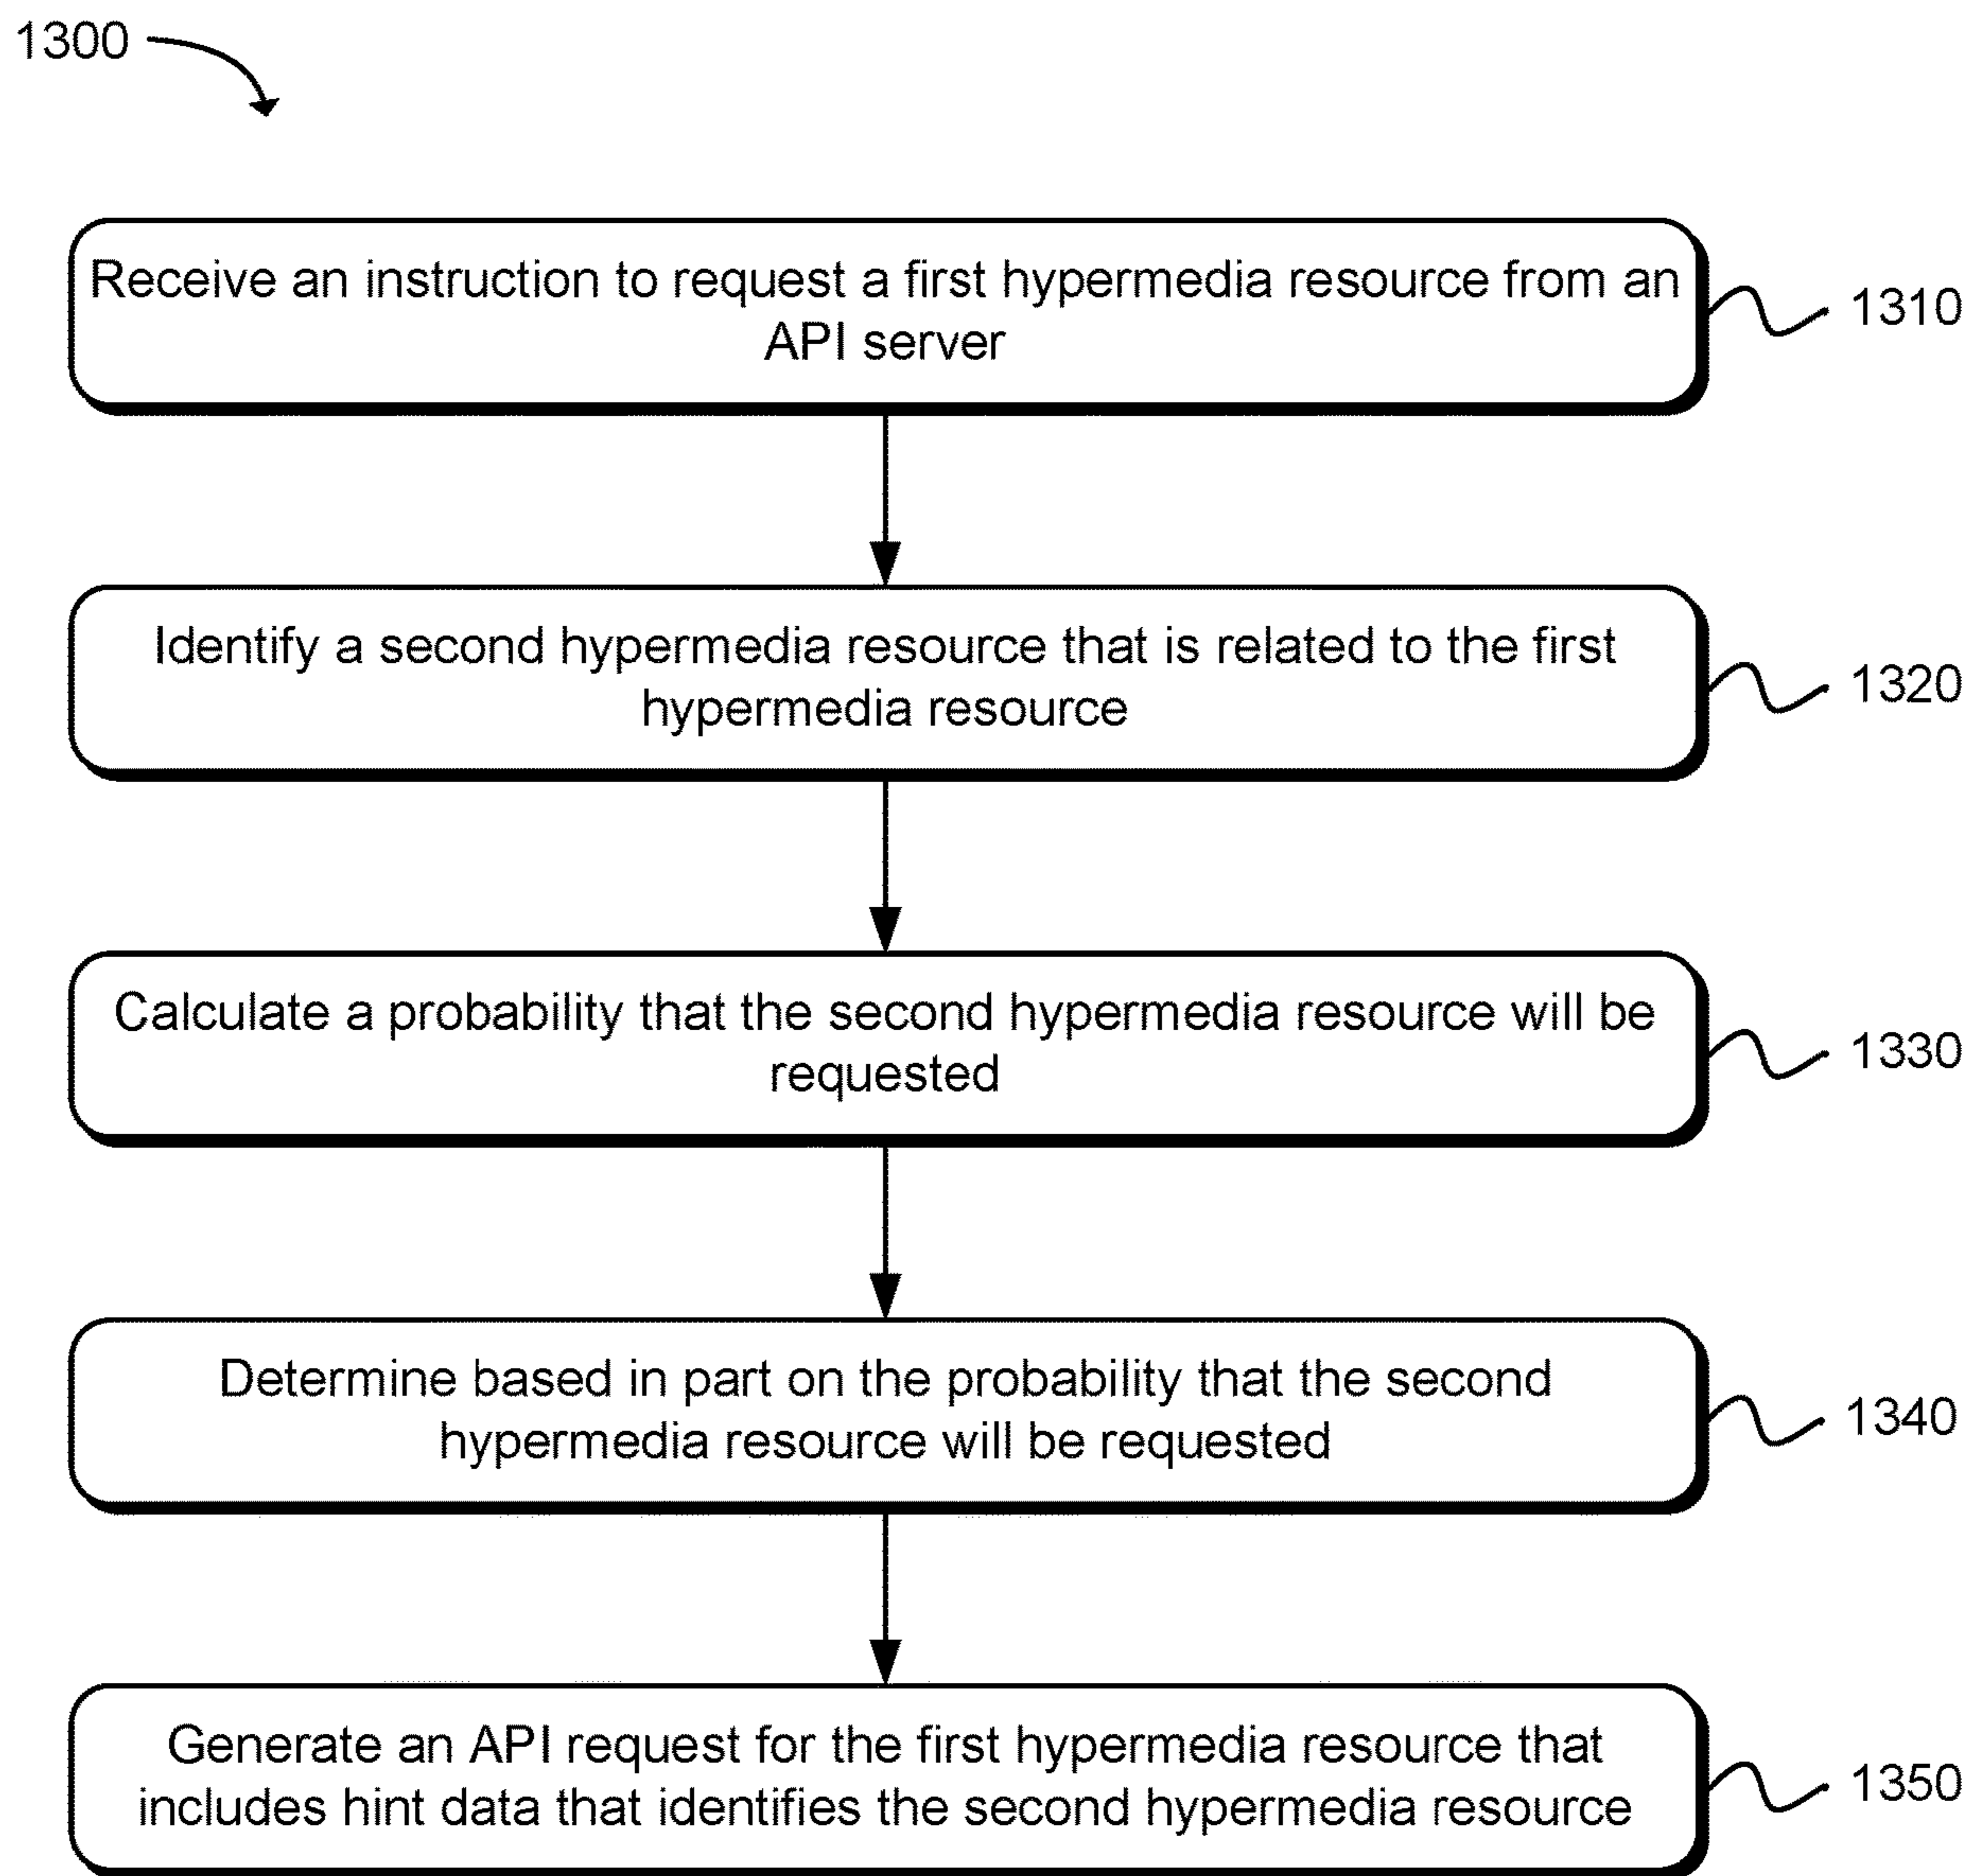 1300
Receive an instruction to request a first hypermedia resource from an
API server
1310
Identify a second hypermedia resource that is related to the first
hypermedia resource
1320
Calculate a probability that the second hypermedia resource will be
requested
1330
Determine based in part on the probability that the second
hypermedia resource will be requested
1340
Generate an API request for the first hypermedia resource that
includes hint data that identifies the second hypermedia resource
1350